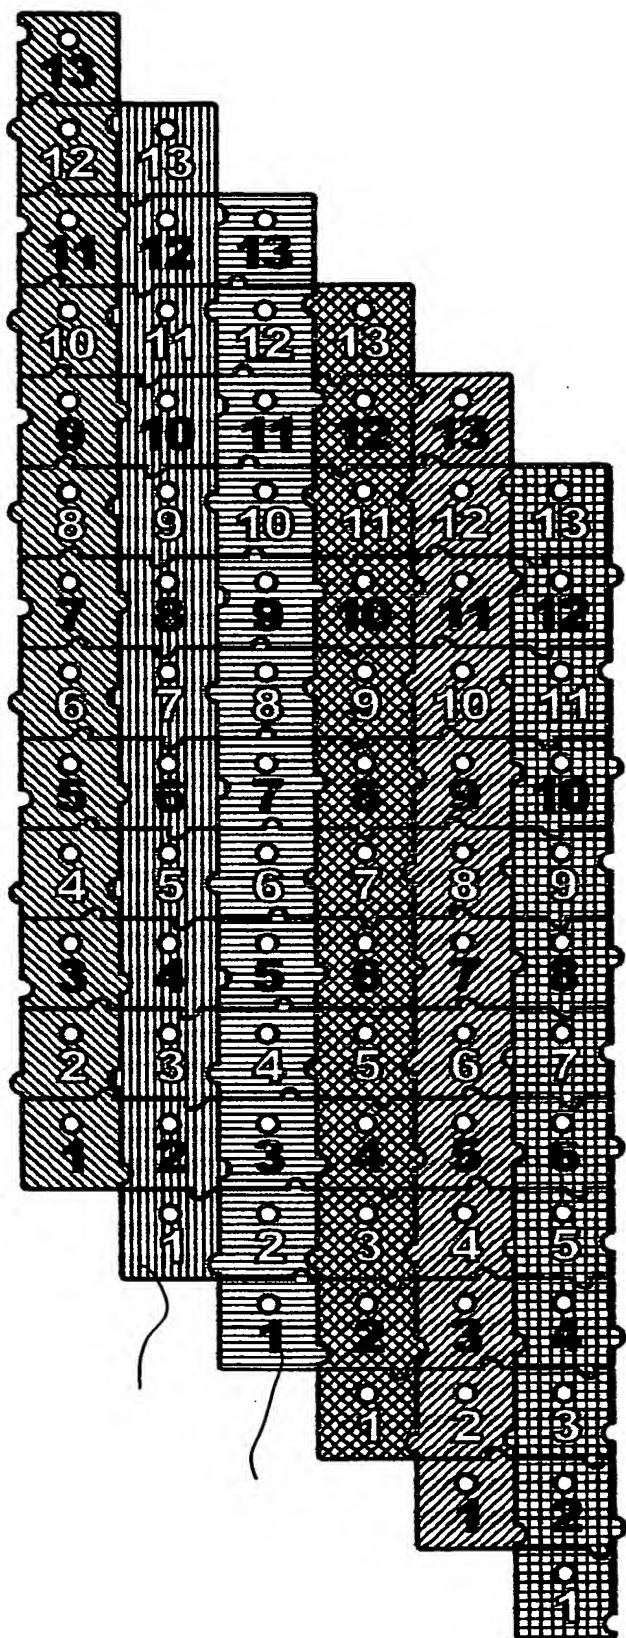 13
12 13
11 12 13
10 11 12 13
9 10 11 12 13
8 9 10 11 12 13
7 8 9 10 11 12
6 7 8 9 10 11
5 6 7 8 9 10
4 5 6 7 8 9
3 4 5 6 7 8
2 3 4 5 6 7
1 2 3 4 5 6
1 2 3 4 5
1 2 3 4
1 2 3
1 2
1